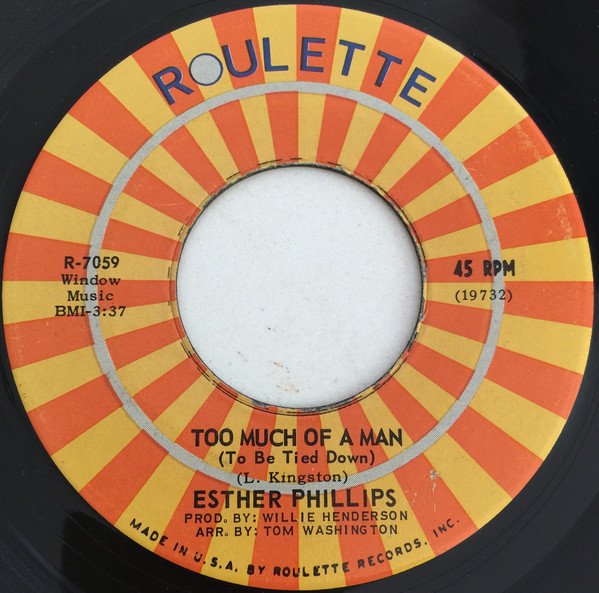 ROULETTE
R-7059
Window
Music
BMI-3:37
45 RPM
(19732)
TOO MUCH OF A MAN
(To Be Tied Down)
(L. Kingston)
ESTHER PHILLIPS
PROD. BY: WILLIE HENDERSON
ARR. BY: TOM WASHINGTON
MADE IN U.S.A. BY ROULETTE RECORDS, INC.